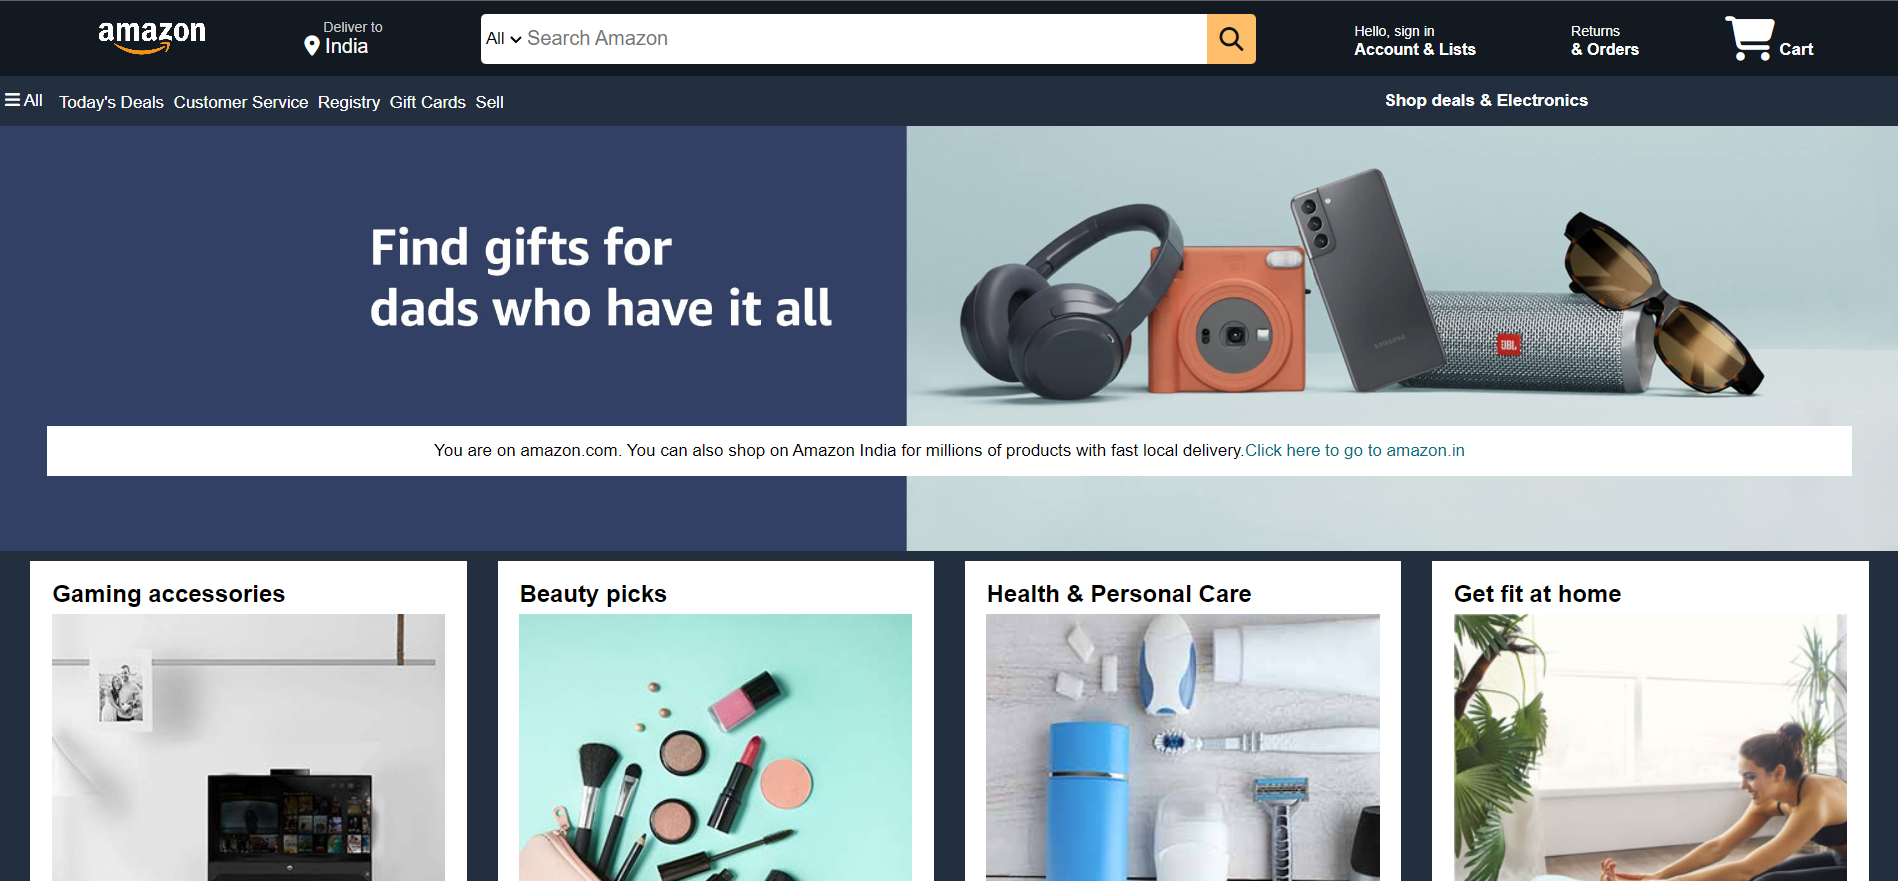 amazon
Deliver to
India
All Search Amazon
Hello, sign in
Account & Lists
Returns
& Orders
Cart
All Today's Deals Customer Service Registry Gift Cards Sell
Shop deals & Electronics
Find gifts for
dads who have it all
SAMSUNG
JBL
You are on amazon.com. You can also shop on Amazon India for millions of products with fast local delivery.Click here to go to amazon.in
Gaming accessories
Beauty picks
Health & Personal Care
Get fit at home